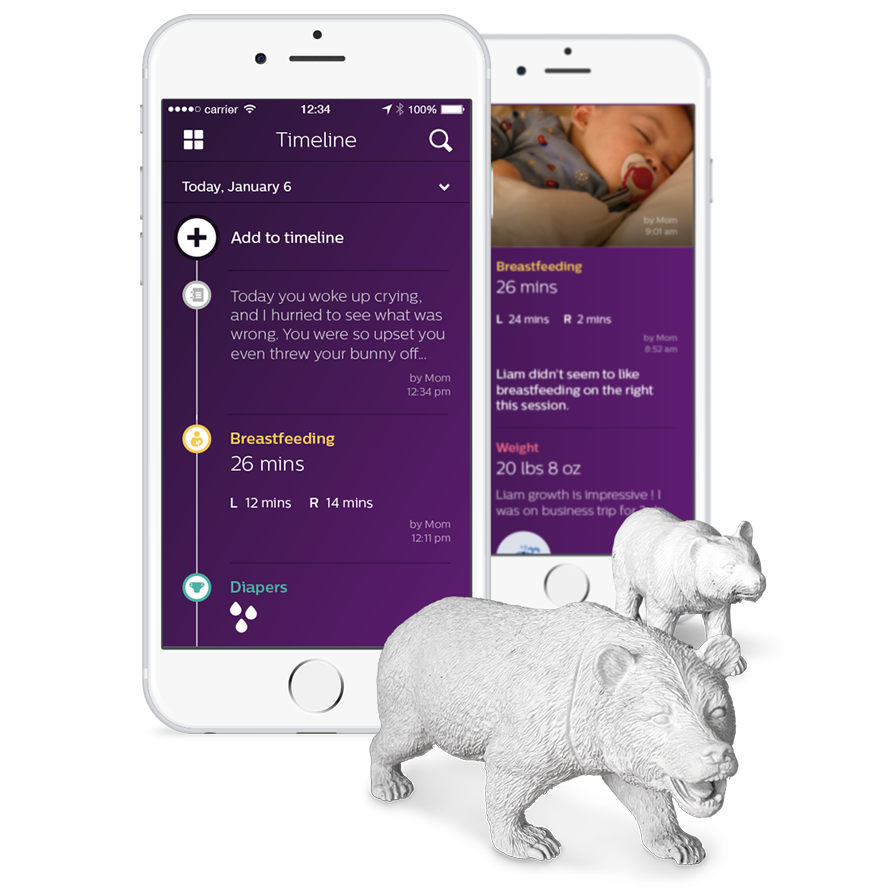 carrier 12:34 100%
Timeline
Today, January 6
Add to timeline
Today you woke up crying,
and I hurried to see what was
wrong. You were so upset you
even threw your bunny off...
by Mom
12:34 pm
Breastfeeding
26 mins
L 12 mins R 14 mins
by Mom
12:11 pm
Diapers
by Mom
9:01 am
Breastfeeding
26 mins
L 24 mins R 2 mins
by Mom
8:52 am
Liam didn't seem to like
breastfeeding on the right
this session.
Weight
20 lbs 8 oz
Liam growth is impressive ! I
was on business trip for